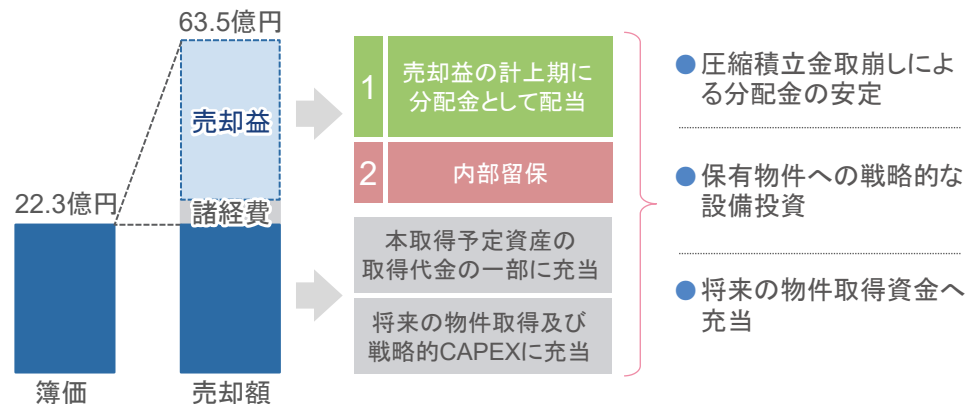 63.5億円
売却益
22.3億円
諸経費
簿価
売却額
1
売却益の計上期に
分配金として配当
2
内部留保
本取得予定資産の
取得代金の一部に充当
将来の物件取得及び
戦略的CAPEXに充当
●圧縮積立金取崩しによ
る分配金の安定
●保有物件への戦略的な
設備投資
●将来の物件取得資金へ
充当